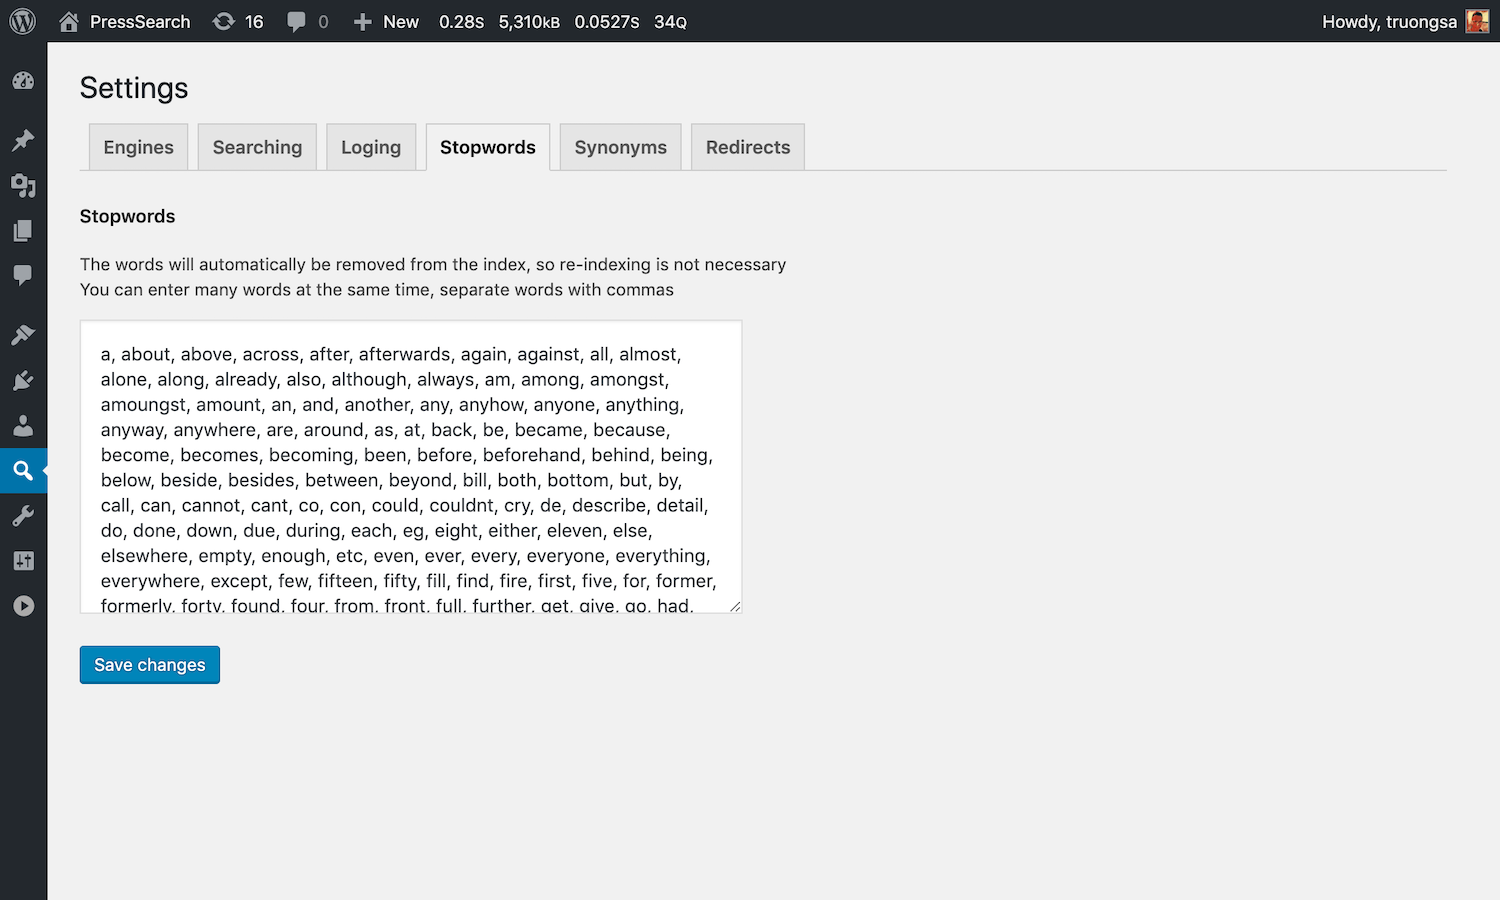 PressSearch 16 0 New 0.28s 5,310kB 0.0527s 34Q Howdy, truongsa
Settings
Engines Searching Loging Stopwords Synonyms Redirects
Stopwords
The words will automatically be removed from the index, so re-indexing is not necessary
You can enter many words at the same time, separate words with commas
a, about, above, across, after, afterwards, again, against, all, almost,
alone, along, already, also, although, always, am, among, amongst,
amoungst, amount, an, and, another, any, anyhow, anyone, anything,
anyway, anywhere, are, around, as, at, back, be, became, because,
become, becomes, becoming, been, before, beforehand, behind, being,
below, beside, besides, between, beyond, bill, both, bottom, but, by,
call, can, cannot, cant, co, con, could, couldnt, cry, de, describe, detail,
do, done, down, due, during, each, eg, eight, either, eleven, else,
elsewhere, empty, enough, etc, even, ever, every, everyone, everything,
everywhere, except, few, fifteen, fifty, fill, find, fire, first, five, for, former,
formerly, forty, found, four, from, front, full, further, get, give, go, had,
Save changes